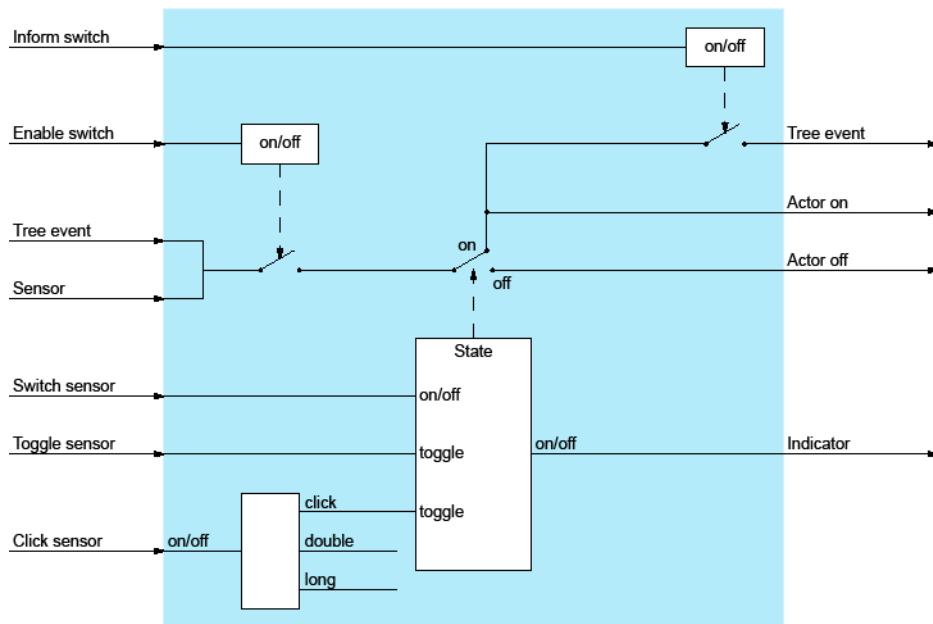 Inform switch
on/off
Enable switch
on/off
Tree event
Actor on
Tree event
on
Actor off
off
Sensor
State
Switch sensor
on/off
Toggle sensor
toggle
on/off
Indicator
click
toggle
Click sensor
on/off
double
long